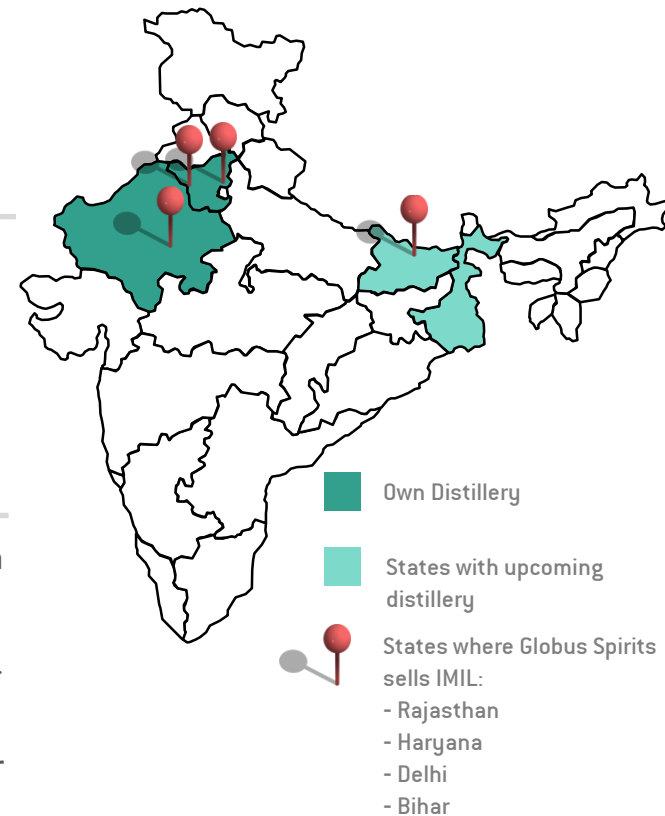 Own Distillery
States with upcoming
distillery
States where Globus Spirits
sells IMIL:
- Rajasthan
- Haryana
- Delhi
- Bihar